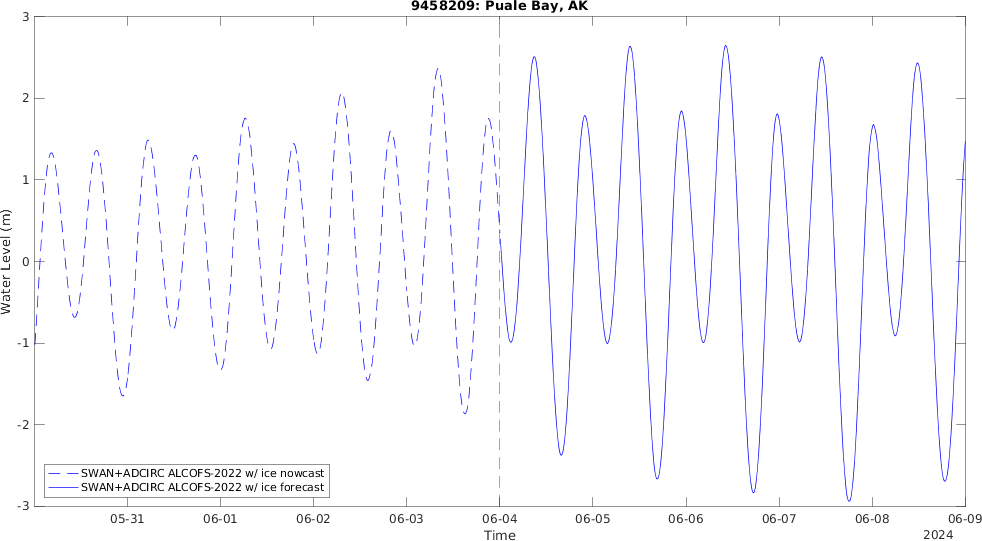 9458209: Puale Bay, AK
3
2
1
0
-1
-2
-3
Water Level (m)
SWAN+ADCIRC ALCOFS-2022 w/ ice nowcast
SWAN+ADCIRC ALCOFS-2022 w/ ice forecast
05-31 06-01 06-02 06-03 06-04 06-05 06-06 06-07 06-08 06-09
Time
2024